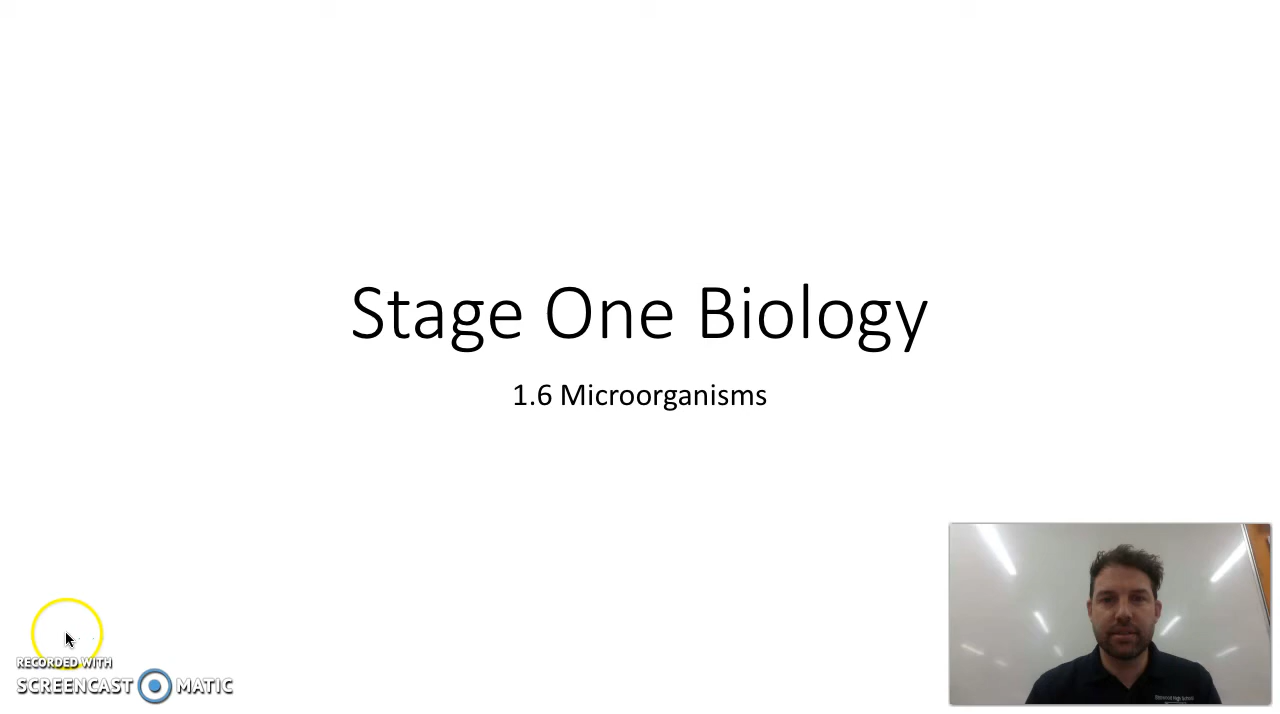 Stage One Biology
1.6 Microorganisms
RECORDED WITH
SCREENCAST MATIC